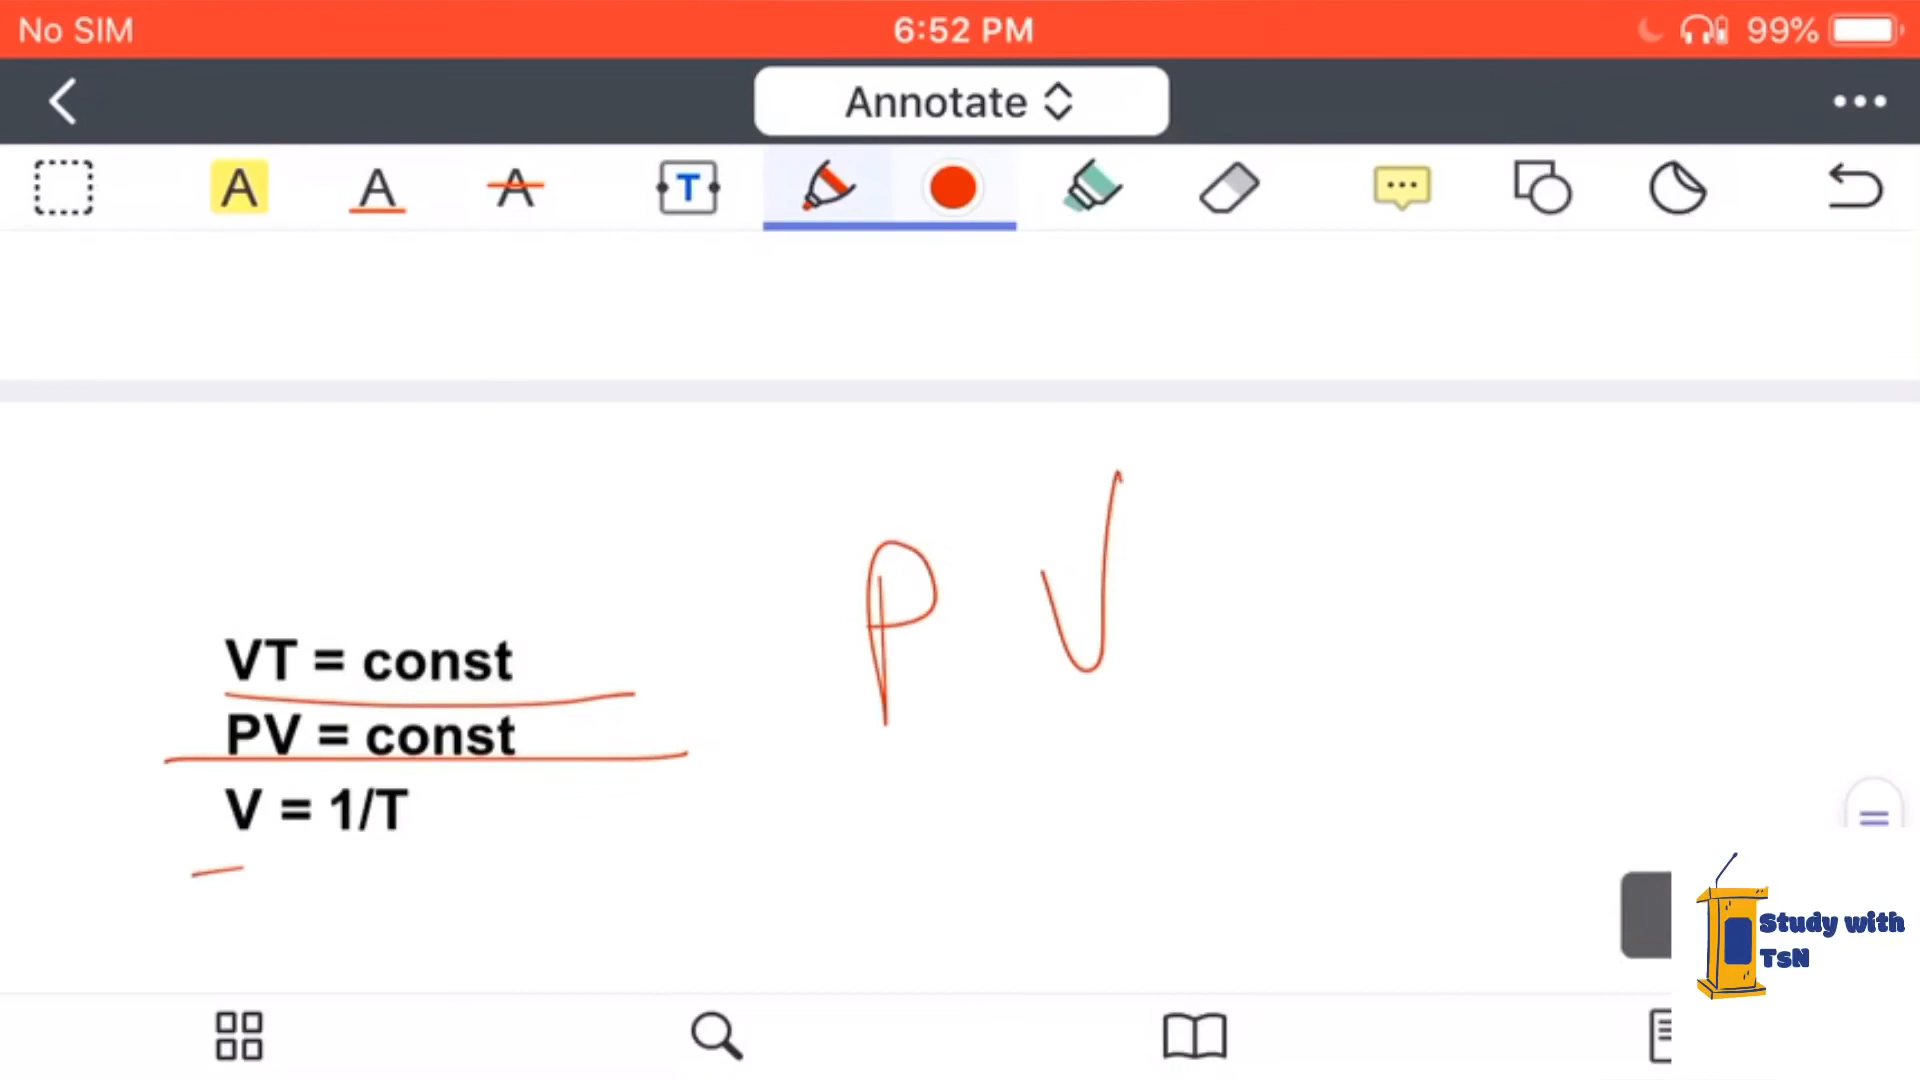 No SIM 6:52 PM 99%
Annotate
A A A T
P V
VT = const
PV = const
V = 1/T
Study with
TsN